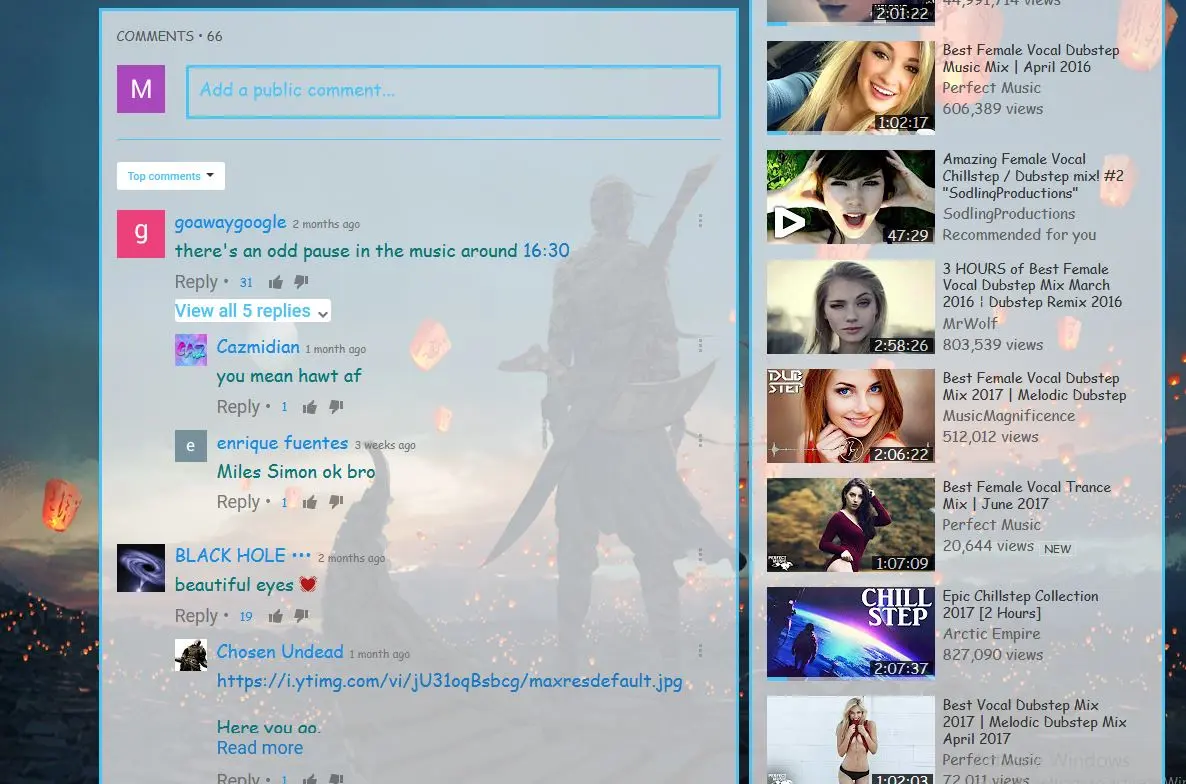 COMMENTS • 66
M
Add a public comment...
Top comments
g
goawaygoogle 2 months ago
there's an odd pause in the music around 16:30
Reply • 31
View all 5 replies
Cazmidian 1 month ago
you mean hawt af
Reply • 1
e
enrique fuentes 3 weeks ago
Miles Simon ok bro
Reply • 1
BLACK HOLE ••• 2 months ago
beautiful eyes ❤
Reply • 19
Chosen Undead 1 month ago
https://i.ytimg.com/vi/jU31oqBsbcg/maxresdefault.jpg
Here you go.
Read more
Reply • 1
2:01:22
44,991,714 views
1:02:17
Best Female Vocal Dubstep
Music Mix | April 2016
Perfect Music
606,389 views
47:29
Amazing Female Vocal
Chillstep / Dubstep mix! #2
"SodlingProductions"
SodlingProductions
Recommended for you
2:58:26
3 HOURS of Best Female
Vocal Dubstep Mix March
2016 ¦ Dubstep Remix 2016
MrWolf
803,539 views
DUB
STEP
2:06:22
Best Female Vocal Dubstep
Mix 2017 | Melodic Dubstep
MusicMagnificence
512,012 views
PERFECT
MUSIC
1:07:09
Best Female Vocal Trance
Mix | June 2017
Perfect Music
20,644 views NEW
CHILL
STEP
2:07:37
Epic Chillstep Collection
2017 [2 Hours]
Arctic Empire
827,090 views
1:02:03
Best Vocal Dubstep Mix
2017 | Melodic Dubstep Mix
April 2017
Perfect Music
72,011 views